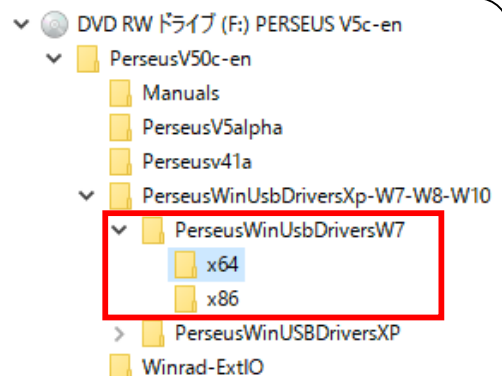 DVD RW ドライブ (F:) PERSEUS V5c-en
PerseusV50c-en
Manuals
PerseusV5alpha
Perseusv41a
PerseusWinUsbDriversXp-W7-W8-W10
PerseusWinUsbDriversW7
x64
x86
PerseusWinUSBDriversXP
Winrad-ExtIO